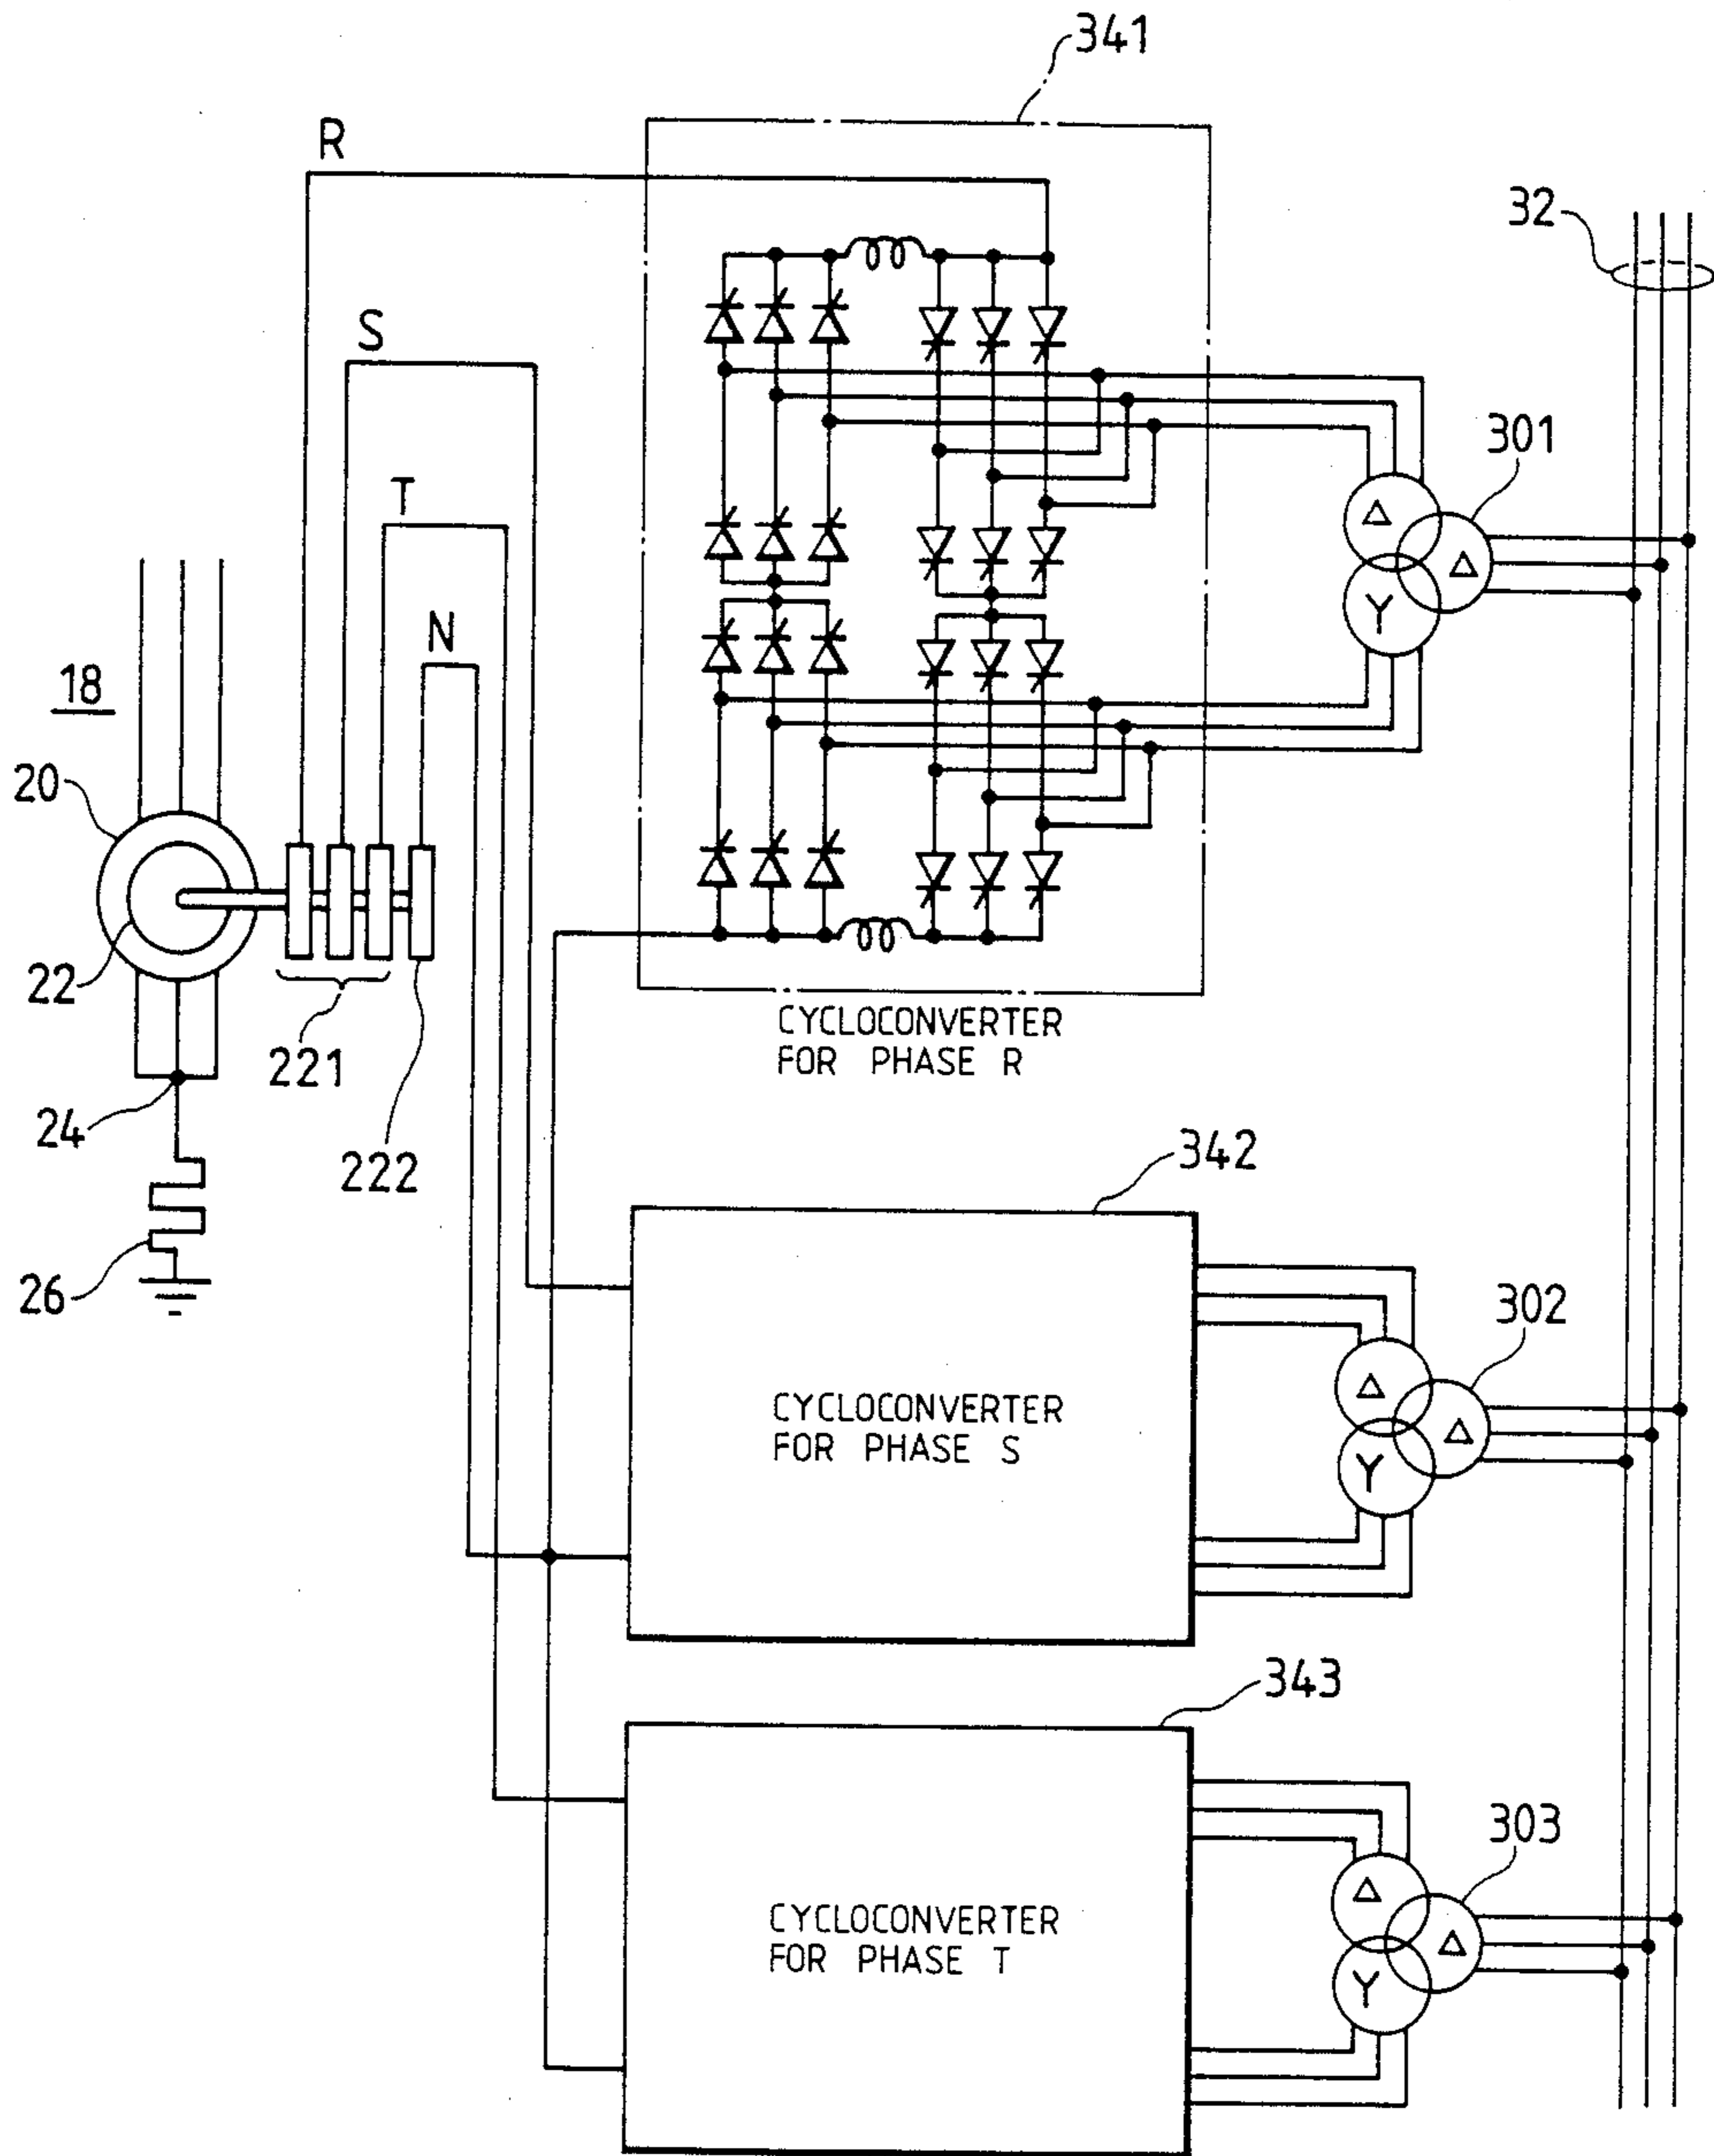 341
R
32
S
301
T
N
18
20
22
221
24
222
26
CYCLOCONVERTER
FOR PHASE R
342
302
CYCLOCONVERTER
FOR PHASE S
343
303
CYCLOCONVERTER
FOR PHASE T
Δ
Δ
Y
Δ
Δ
Y
Δ
Δ
Y